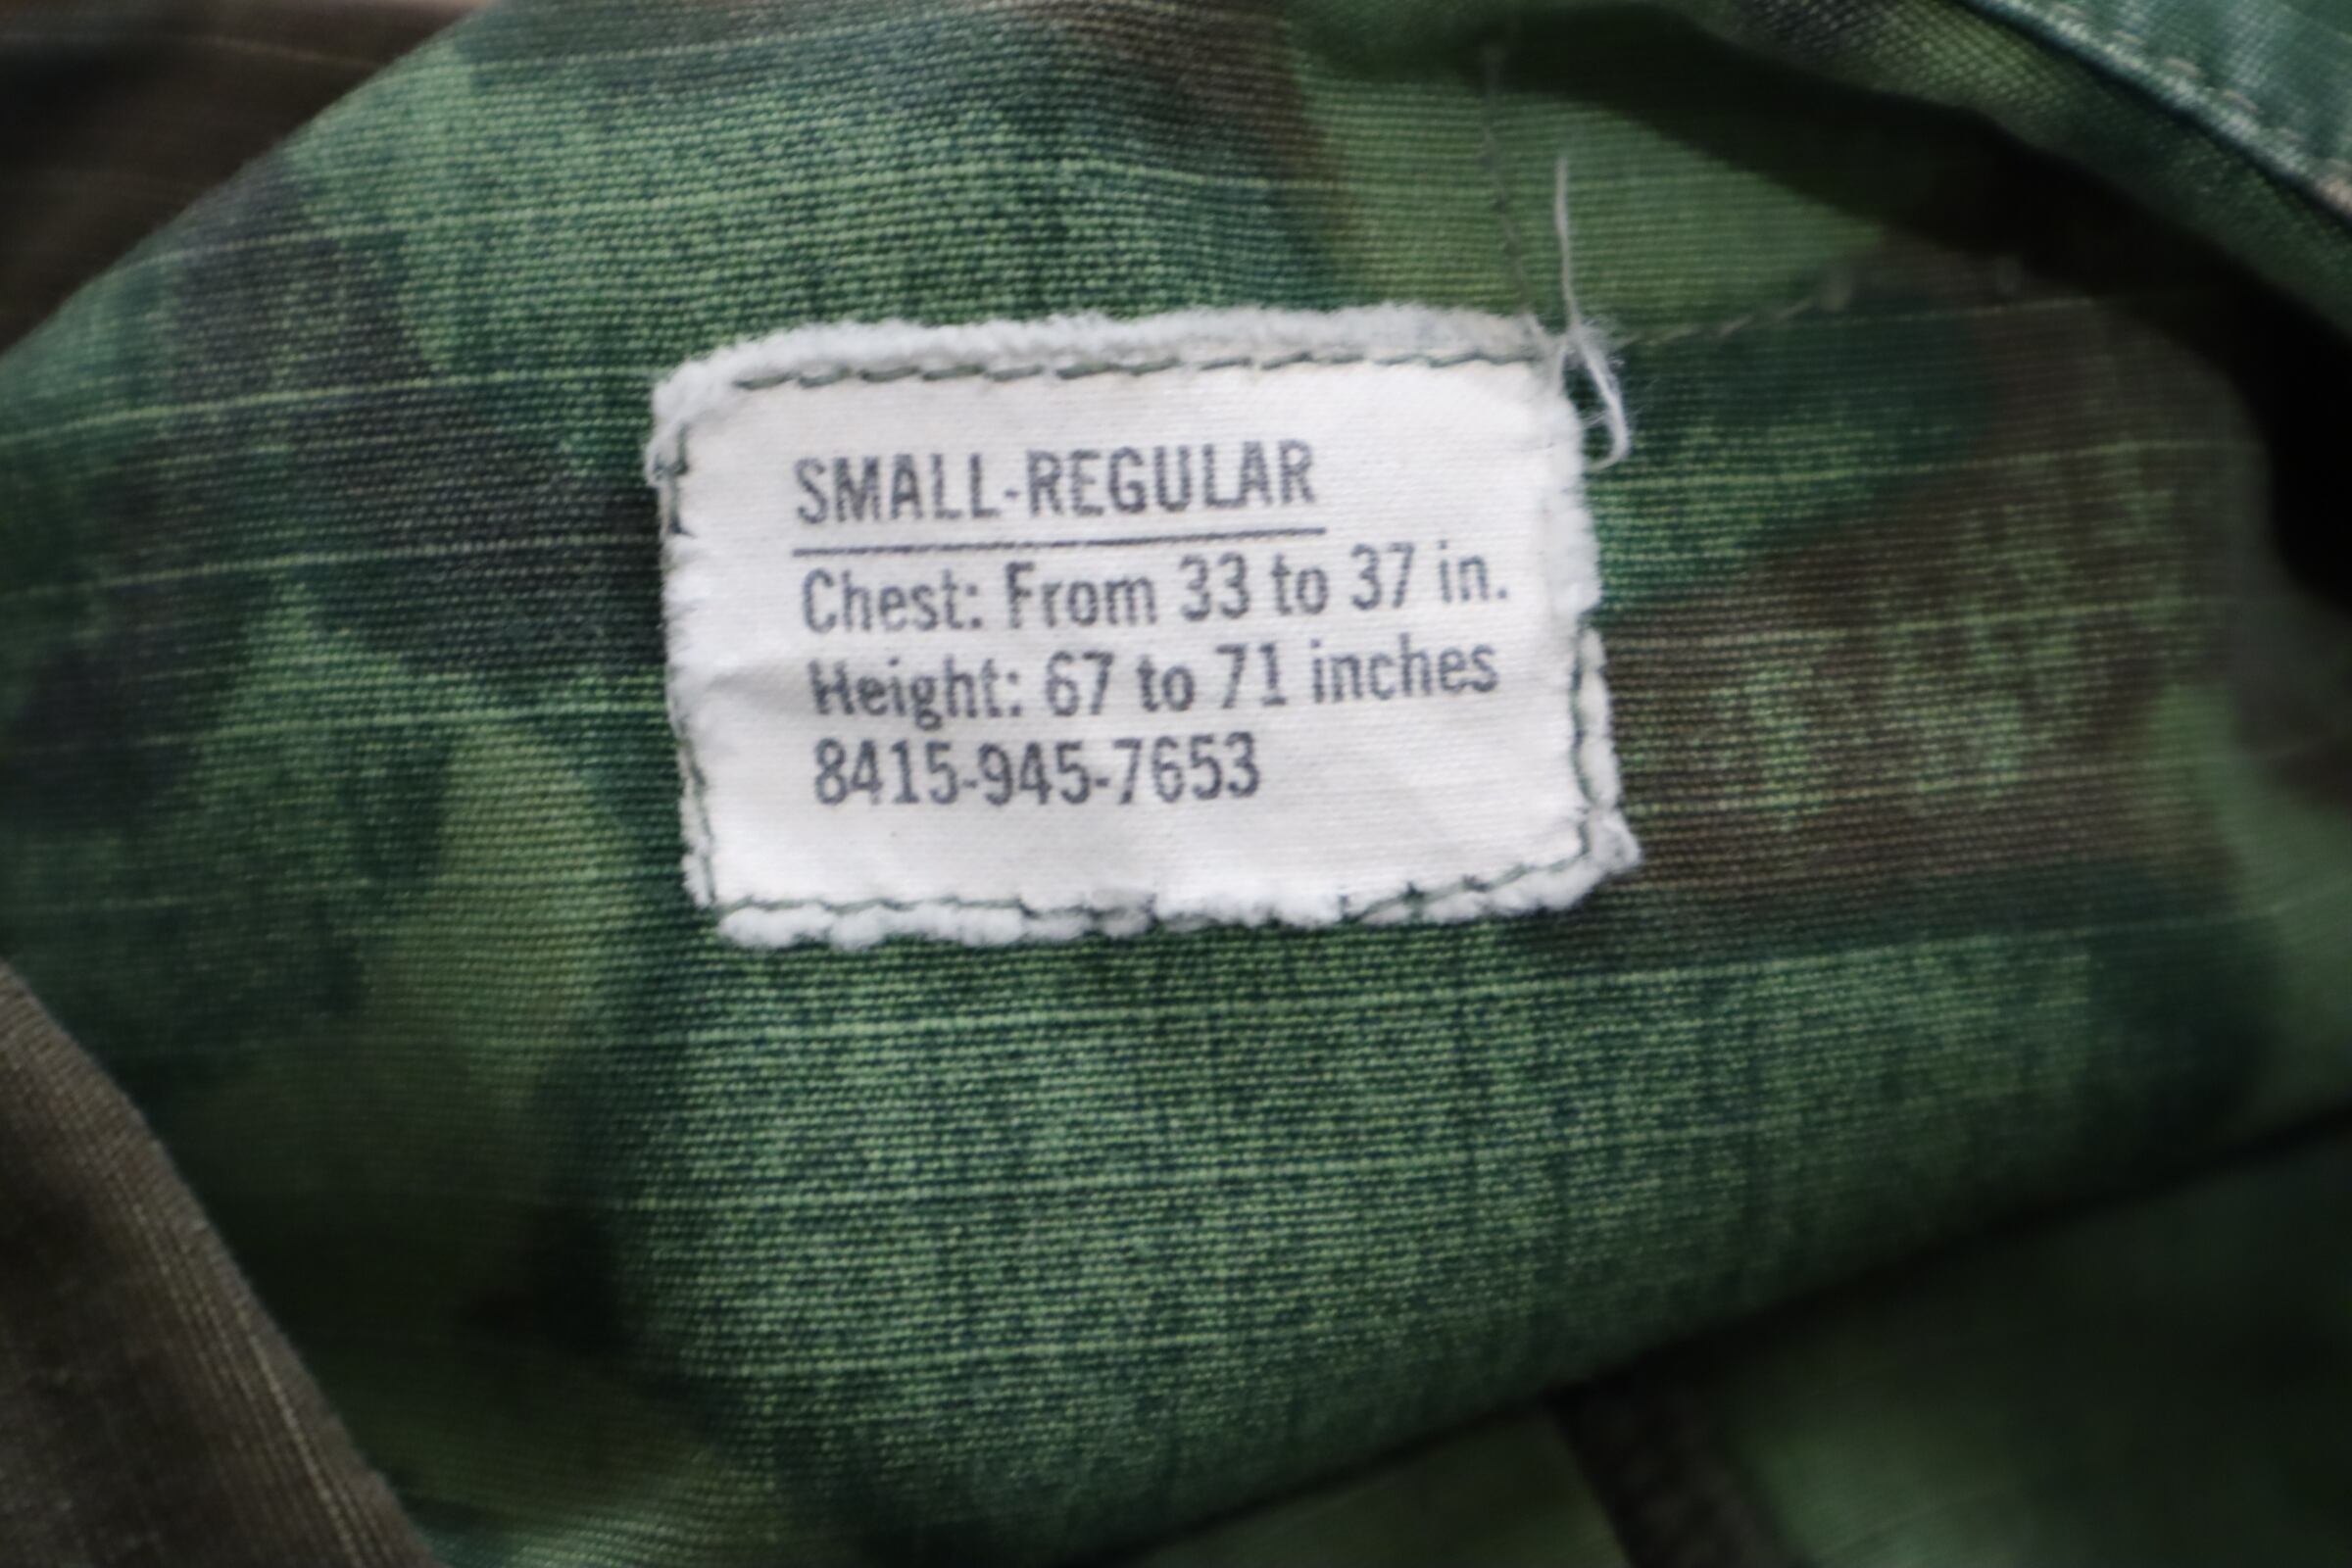 SMALL-REGULAR
Chest: From 33 to 37 in.
Height: 67 to 71 inches
8415-945-7653